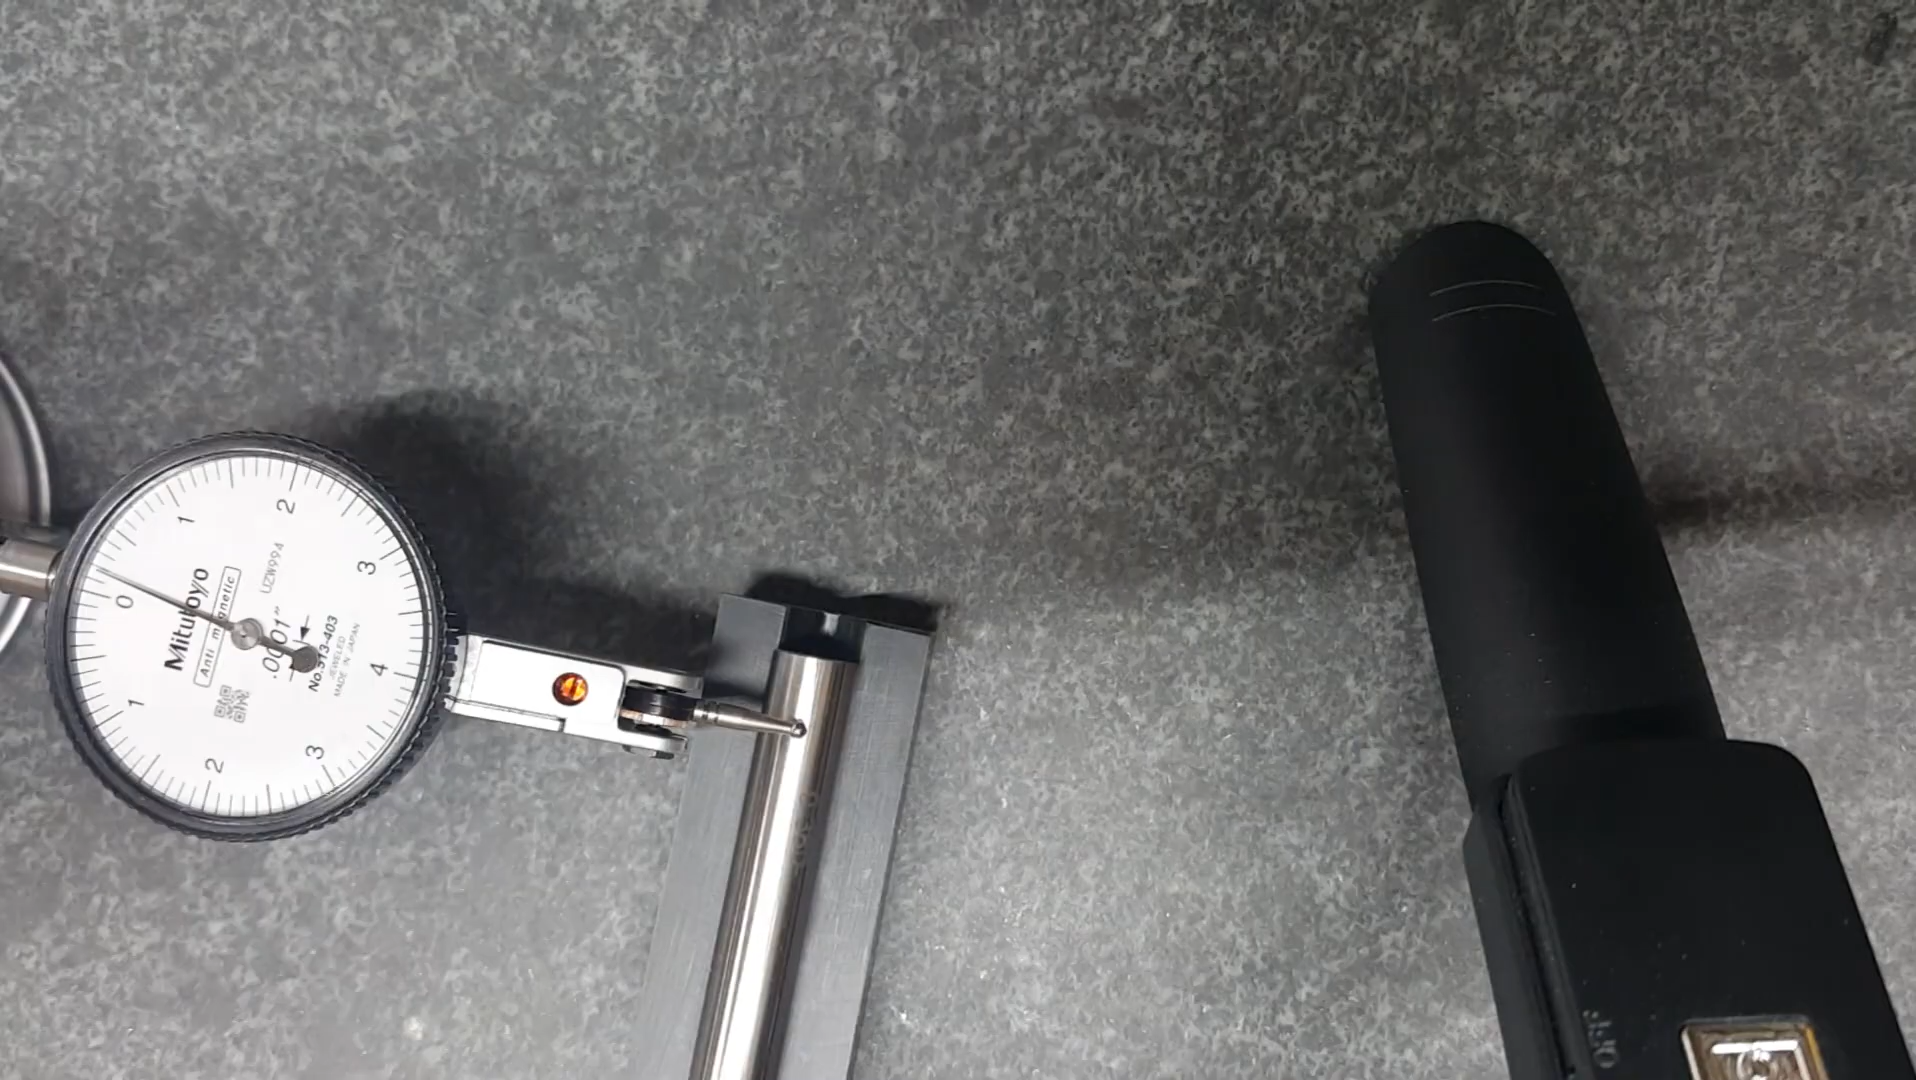 0
1
2
3
4
3
2
1
Mitutoyo
Anti magnetic
UZW994
.0001"
No.513-403
JEWELED
MADE IN JAPAN
OFF